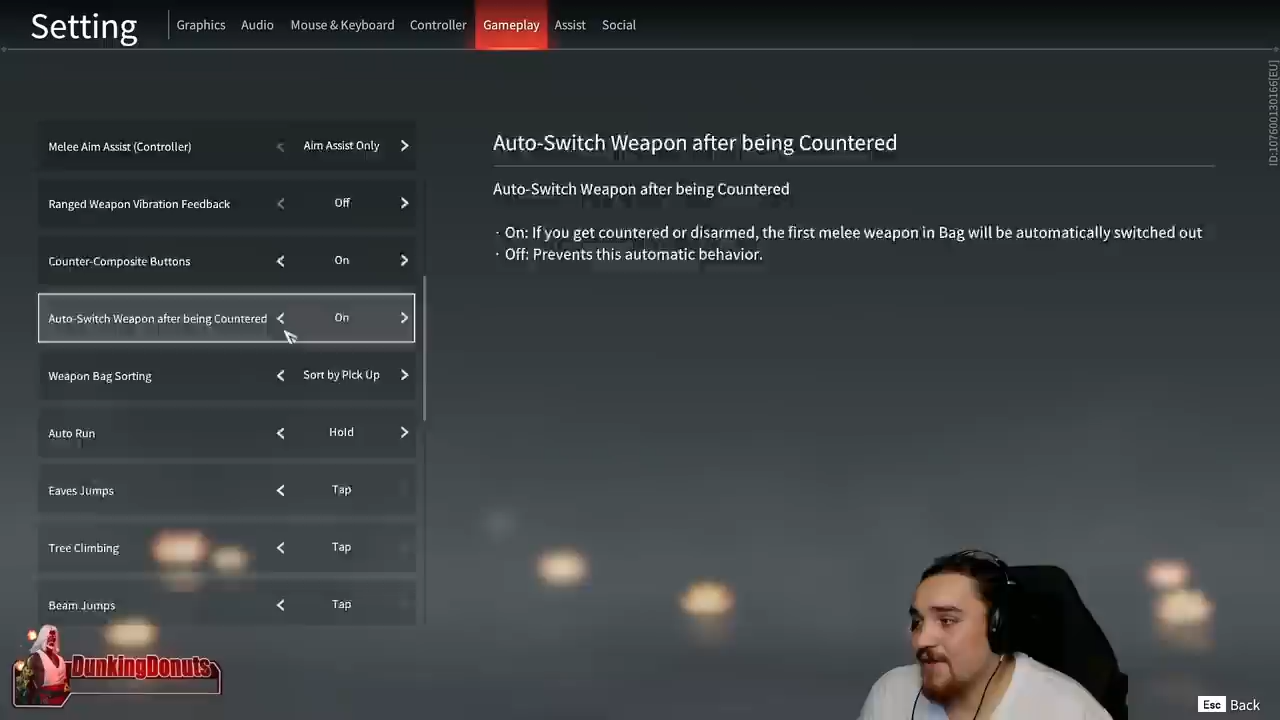 Setting
Graphics Audio Mouse & Keyboard Controller Gameplay Assist Social
ID:107600130166[EU]
Melee Aim Assist (Controller) Aim Assist Only
Ranged Weapon Vibration Feedback Off
Counter-Composite Buttons On
Auto-Switch Weapon after being Countered On
Weapon Bag Sorting Sort by Pick Up
Auto Run Hold
Eaves Jumps Tap
Tree Climbing Tap
Beam Jumps Tap
Auto-Switch Weapon after being Countered
Auto-Switch Weapon after being Countered
· On: If you get countered or disarmed, the first melee weapon in Bag will be automatically switched out
· Off: Prevents this automatic behavior.
DunkingDonuts
Esc Back